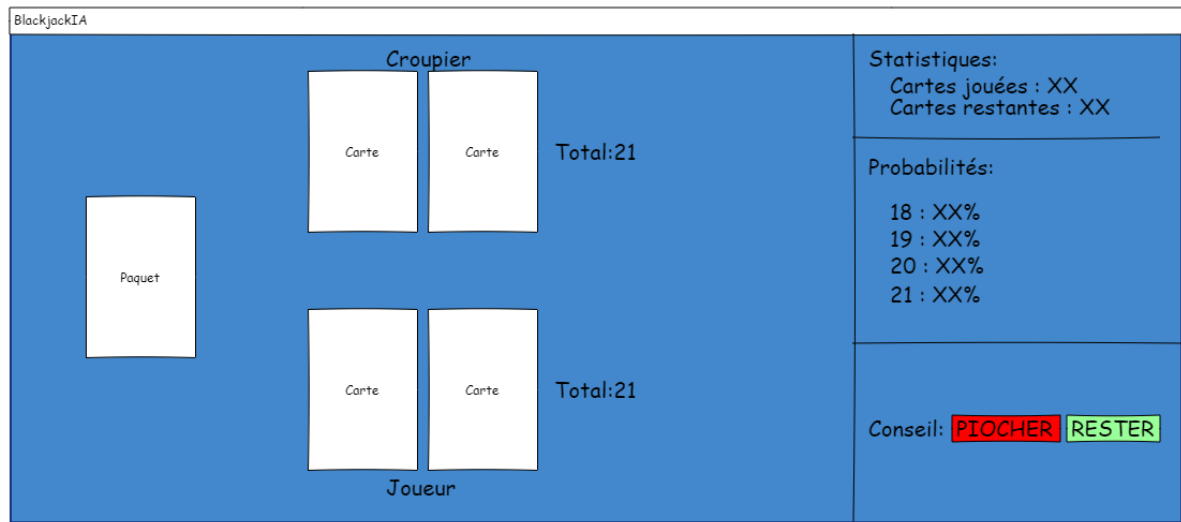 BlackjackIA
Croupier
Carte
Carte
Total:21
Paquet
Carte
Carte
Total:21
Joueur
Statistiques:
Cartes jouées : XX
Cartes restantes : XX
Probabilités:
18 : XX%
19 : XX%
20 : XX%
21 : XX%
Conseil: PIOCHER RESTER